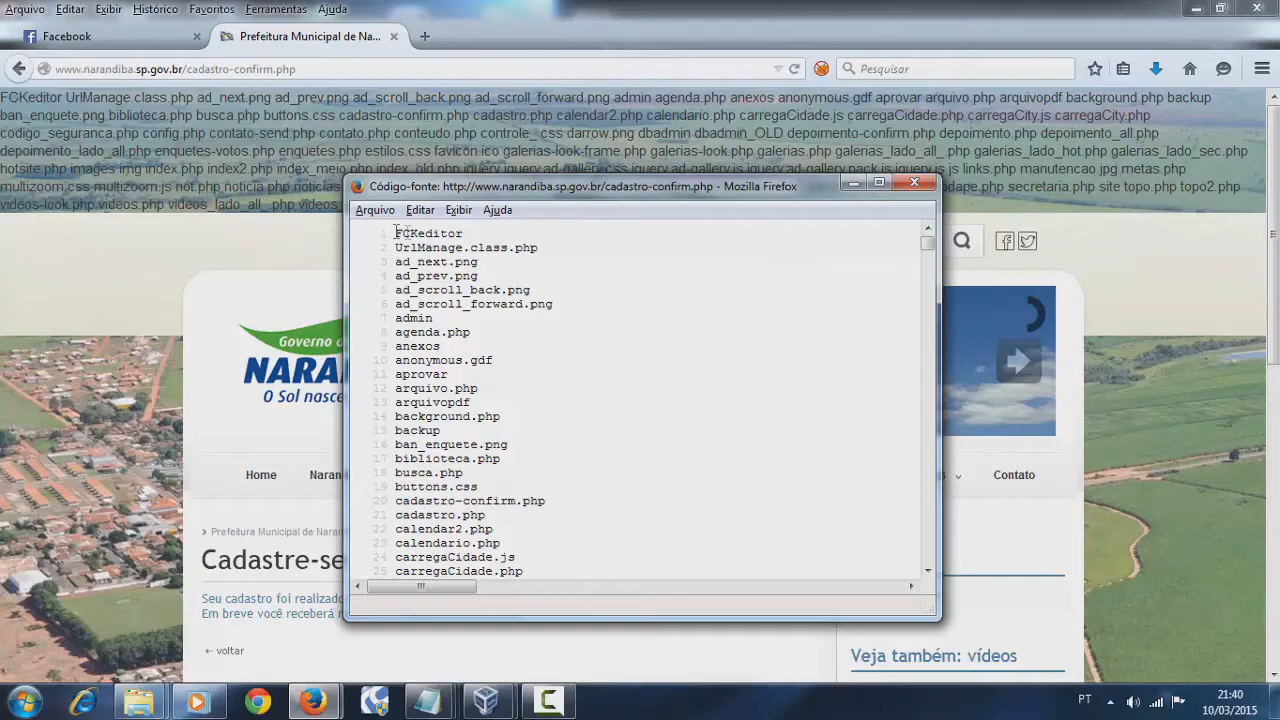 Arquivo Editar Exibir Histórico Favoritos Ferramentas Ajuda
Facebook
Prefeitura Municipal de Na...
www.narandiba.sp.gov.br/cadastro-confirm.php
Pesquisar
FCKeditor UrlManage.class.php ad_next.png ad_prev.png ad_scroll_back.png ad_scroll_forward.png admin agenda.php anexos anonymous.gdf aprovar arquivo.php arquivopdf background.php backup
ban_enquete.png biblioteca.php busca.php buttons.css cadastro-confirm.php cadastro.php calendar2.php calendario.php carregaCidade.js carregaCidade.php carregaCity.js carregaCity.php
codigo_seguranca.php config.php contato-send.php contato.php conteudo.php controle_.css darrow.png dbadmin dbadmin_OLD depoimento-confirm.php depoimento.php depoimento_all.php
depoimento_lado_all.php enquetes-votos.php enquetes.php estilos.css favicon.ico galerias-look-frame.php galerias-look.php galerias.php galerias_lado_all.php galerias_lado_hot.php galerias_lado_sec.php
hotsite.php images img index.php index2.php index_meio.php index_old.php jquery.ad-gallery.css jquery.ad-gallery.js jquery.ad-gallery.pack.js jquery.js links.php manutencao.jpg metas.php
multizoom.css multizoom.js not.php noticia.php noticias
secretaria.php site topo.php topo2.php
videos-look.php videos.php videos_lado_all_.php videos
Código-fonte: http://www.narandiba.sp.gov.br/cadastro-confirm.php - Mozilla Firefox
Arquivo Editar Exibir Ajuda
1 FCKeditor
2 UrlManage.class.php
3 ad_next.png
4 ad_prev.png
5 ad_scroll_back.png
6 ad_scroll_forward.png
7 admin
8 agenda.php
9 anexos
10 anonymous.gdf
11 aprovar
12 arquivo.php
13 arquivopdf
14 background.php
15 backup
16 ban_enquete.png
17 biblioteca.php
18 busca.php
19 buttons.css
20 cadastro-confirm.php
21 cadastro.php
22 calendar2.php
23 calendario.php
24 carregaCidade.js
25 carregaCidade.php
Governo
NARAN
O Sol nasce
Home
Contato
Prefeitura Municipal de Naran
Cadastre-se
Seu cadastro foi realizado
Em breve você receberá
voltar
Veja também: vídeos
PT
21:40
10/03/2015